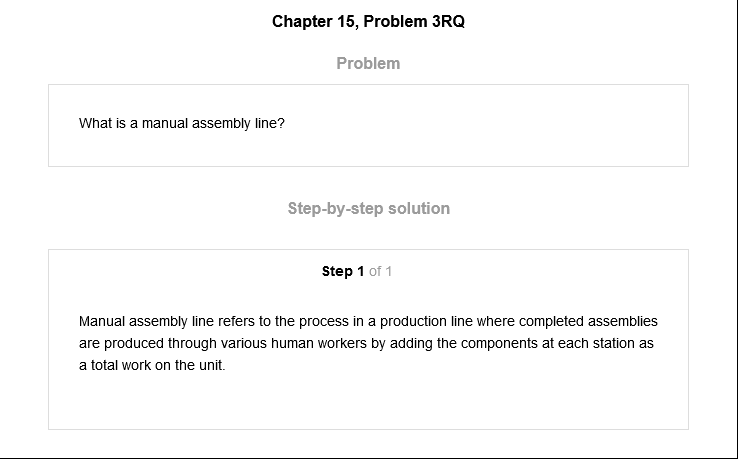 Chapter 15, Problem 3RQ
Problem
What is a manual assembly line?
Step-by-step solution
Step 1 of 1
Manual assembly line refers to the process in a production line where completed assemblies
are produced through various human workers by adding the components at each station as
a total work on the unit.